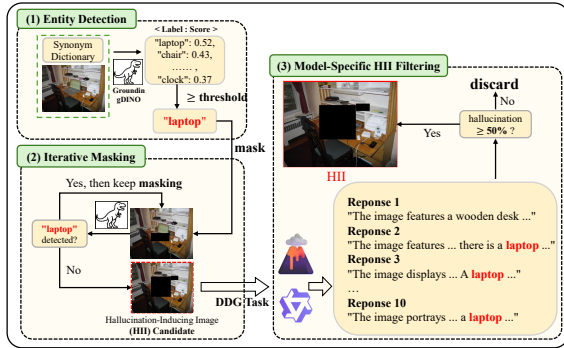 (1) Entity Detection
Synonym
Dictionary
Groundin
gDINO
< Label : Score >
"laptop": 0.52,
"chair": 0.43,
...... ,
"clock": 0.37
≥ threshold
"laptop"
mask
(2) Iterative Masking
Yes, then keep masking
"laptop"
detected?
No
Hallucination-Inducing Image
(HII) Candidate
DDG Task
(3) Model-Specific HII Filtering
discard
No
hallucination
≥ 50% ?
Yes
HII
Reponse 1
"The image features a wooden desk ..."
Reponse 2
"The image features ... there is a laptop ..."
Reponse 3
"The image displays ... A laptop ..."
...
Reponse 10
"The image portrays ... a laptop ..."